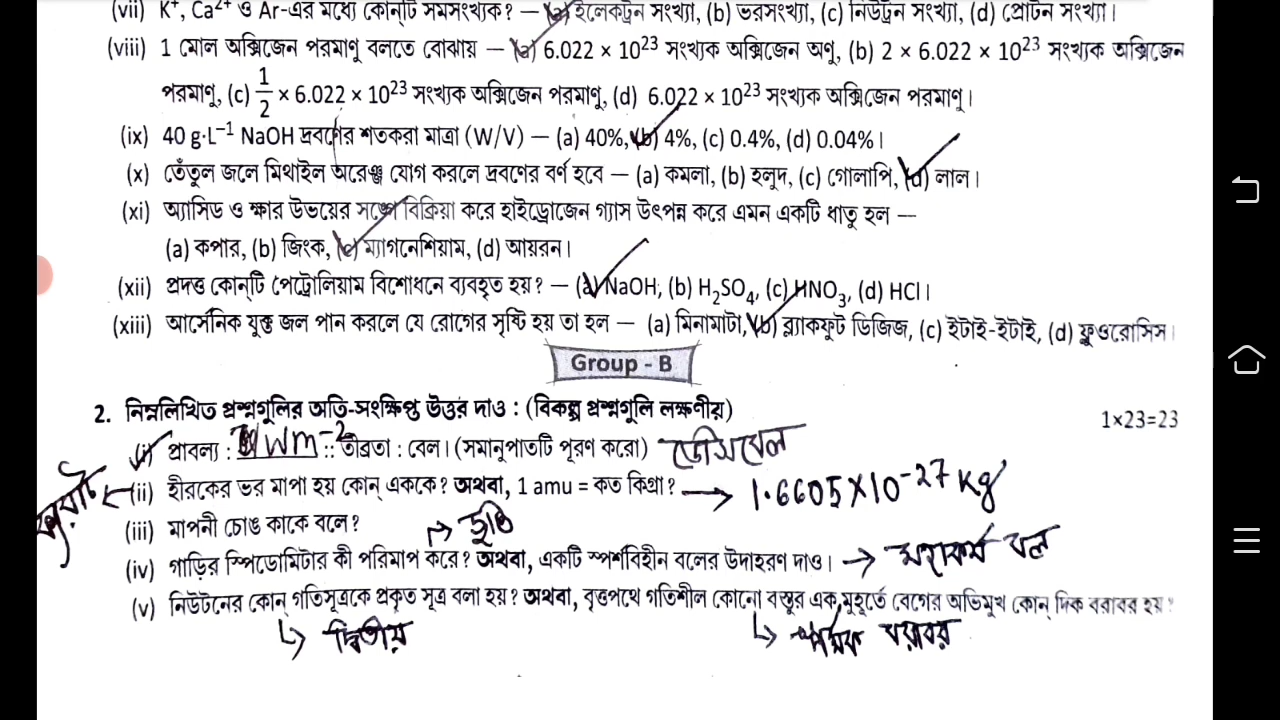 (vii) K⁺, Ca²⁺ ও Ar-এর মধ্যে কোন্‌টি সমসংখ্যক? — (a) ইলেকট্রন সংখ্যা, (b) ভরসংখ্যা, (c) নিউট্রন সংখ্যা, (d) প্রোটন সংখ্যা।
(viii) 1 মোল অক্সিজেন পরমাণু বলতে বোঝায় — (a) 6.022 × 10²³ সংখ্যক অক্সিজেন অণু, (b) 2 × 6.022 × 10²³ সংখ্যক অক্সিজেন
পরমাণু, (c) 1/2 × 6.022 × 10²³ সংখ্যক অক্সিজেন পরমাণু, (d) 6.022 × 10²³ সংখ্যক অক্সিজেন পরমাণু।
(ix) 40 g·L⁻¹ NaOH দ্রবণের শতকরা মাত্রা (W/V) — (a) 40%, (b) 4%, (c) 0.4%, (d) 0.04%।
(x) তেঁতুল জলে মিথাইল অরেঞ্জ যোগ করলে দ্রবণের বর্ণ হবে — (a) কমলা, (b) হলুদ, (c) গোলাপি, (d) লাল।
(xi) অ্যাসিড ও ক্ষার উভয়ের সঙ্গে বিক্রিয়া করে হাইড্রোজেন গ্যাস উৎপন্ন করে এমন একটি ধাতু হল —
(a) কপার, (b) জিংক, (c) ম্যাগনেশিয়াম, (d) আয়রন।
(xii) প্রদত্ত কোন্‌টি পেট্রোলিয়াম বিশোধনে ব্যবহৃত হয়? — (a) NaOH, (b) H₂SO₄, (c) HNO₃, (d) HCl।
(xiii) আর্সেনিক যুক্ত জল পান করলে যে রোগের সৃষ্টি হয় তা হল — (a) মিনামাটা, (b) ব্ল্যাকফুট ডিজিজ, (c) ইটাই-ইটাই, (d) ফ্লুওরোসিস।
Group - B
2. নিম্নলিখিত প্রশ্নগুলির অতি-সংক্ষিপ্ত উত্তর দাও : (বিকল্প প্রশ্নগুলি লক্ষণীয়) 1×23=23
(i) প্রাবল্য : Wm⁻² :: তীব্রতা : বেল। (সমানুপাতটি পূরণ করো) ডেসিবেল
(ii) হীরকের ভর মাপা হয় কোন্ এককে? অথবা, 1 amu = কত কিগ্রা? → 1.6605×10⁻²⁷ Kg
(iii) মাপনী চোঙ কাকে বলে?
(iv) গাড়ির স্পিডোমিটার কী পরিমাপ করে? অথবা, একটি স্পর্শবিহীন বলের উদাহরণ দাও। → মহাকর্ষ বল
(v) নিউটনের কোন্ গতিসূত্রকে প্রকৃত সূত্র বলা হয়? অথবা, বৃত্তপথে গতিশীল কোনো বস্তুর এক মুহূর্তে বেগের অভিমুখ কোন্ দিক বরাবর হয়?
দ্বিতীয় বরাবর